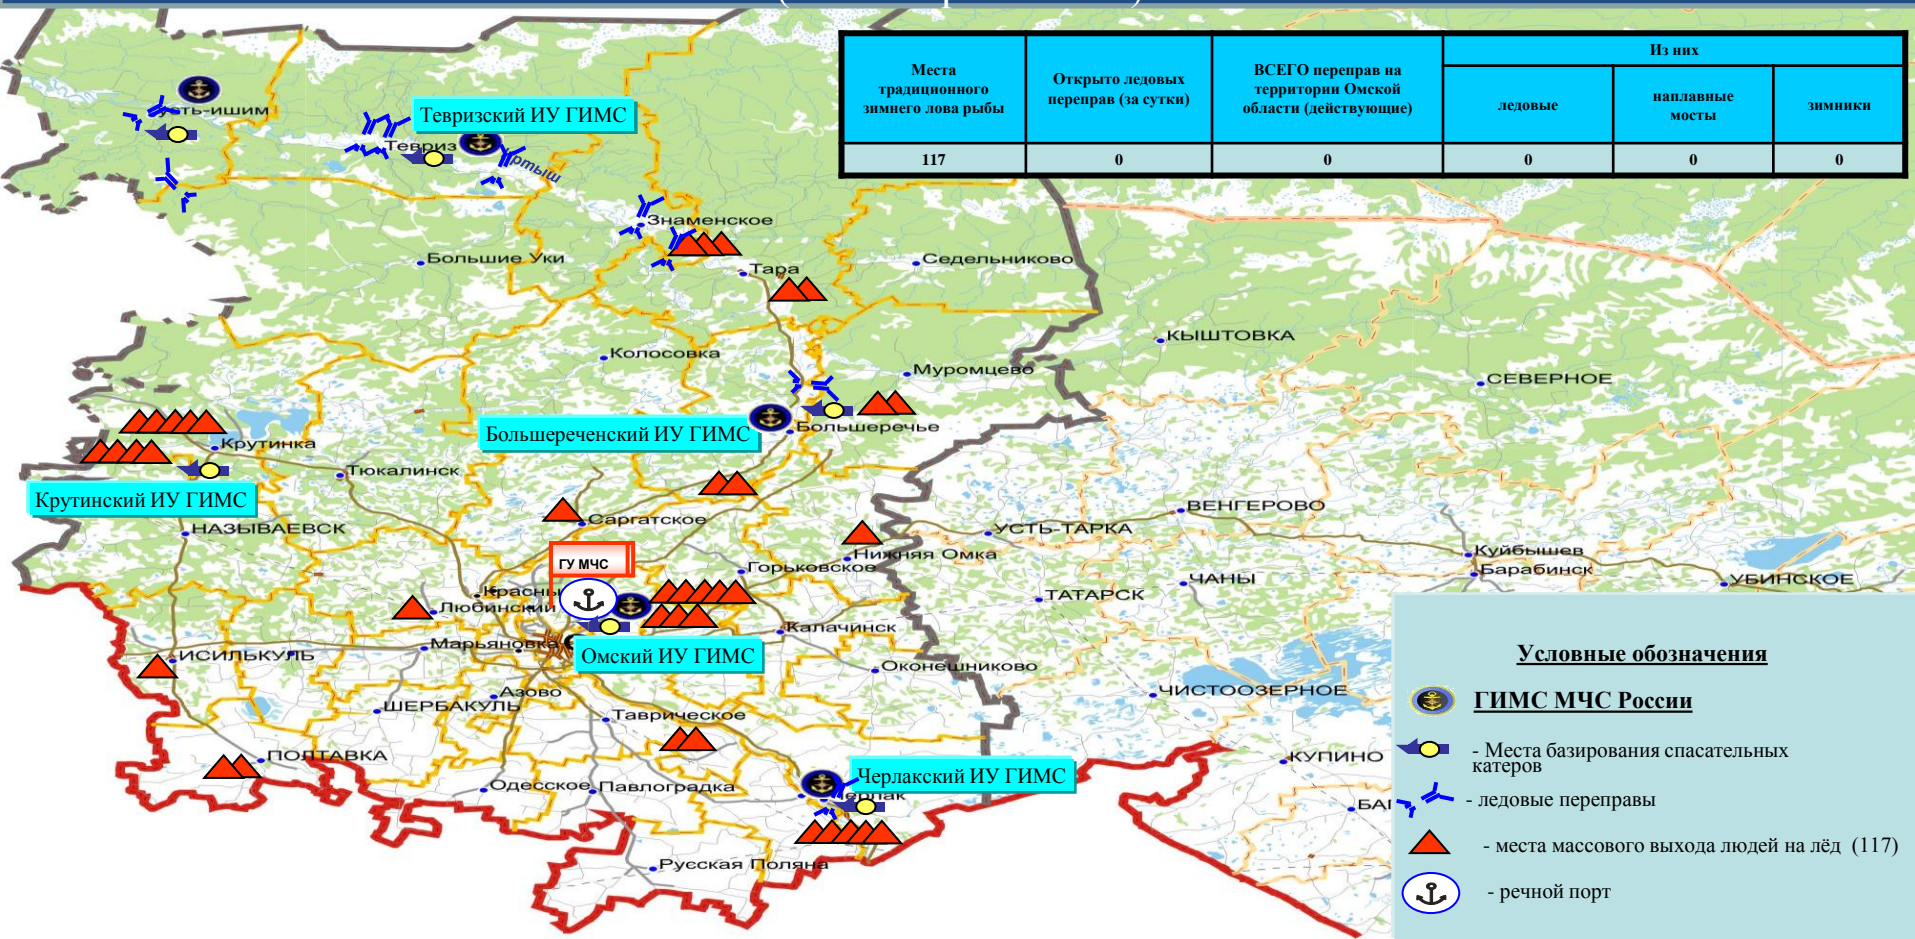 Места
традиционного
зимнего лова рыбы
Открыто ледовых
переправ (за сутки)
ВСЕГО переправ на
территории Омской
области (действующие)
Из них
ледовые
наплавные
мосты
зимники
117
0
0
0
0
0
Тевризский ИУ ГИМС
Тевриз
Знаменское
Большие Уки
Тара
Седельниково
КЫШТОВКА
Колосовка
Муромцево
СЕВЕРНОЕ
Большереченский ИУ ГИМС
Большеречье
Крутинка
Тюкалинск
Крутинский ИУ ГИМС
НАЗЫВАЕВСК
Саргатское
ВЕНГЕРОВО
УСТЬ-ТАРКА
Нижняя Омка
Куйбышев
Барабинск
ГУ МЧС
Горьковское
ЧАНЫ
УБИНСКОЕ
Красны
Любинский
ТАТАРСК
Калачинск
Марьяновка
ИСИЛЬКУЛЬ
Омский ИУ ГИМС
Оконешниково
Азово
ШЕРБАКУЛЬ
Таврическое
ЧИСТООЗЕРНОЕ
ПОЛТАВКА
КУПИНО
Одесское
Павлоградка
Черлакский ИУ ГИМС
Русская Поляна
Условные обозначения
ГИМС МЧС России
- Места базирования спасательных
катеров
- ледовые переправы
- места массового выхода людей на лёд (117)
- речной порт